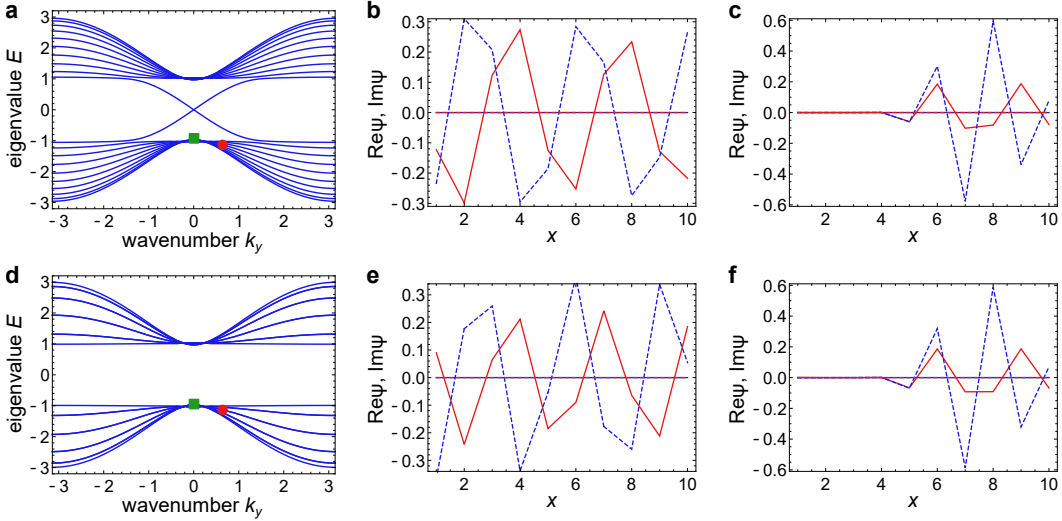 a
eigenvalue E
3
2
1
0
-1
-2
-3
-3 -2 -1 0 1 2 3
wavenumber ky
b
Reψ, Imψ
0.3
0.2
0.1
0.0
-0.1
-0.2
-0.3
2 4 6 8 10
x
c
Reψ, Imψ
0.6
0.4
0.2
0.0
-0.2
-0.4
-0.6
2 4 6 8 10
x
d
eigenvalue E
3
2
1
0
-1
-2
-3
-3 -2 -1 0 1 2 3
wavenumber ky
e
Reψ, Imψ
0.3
0.2
0.1
0.0
-0.1
-0.2
-0.3
2 4 6 8 10
x
f
Reψ, Imψ
0.6
0.4
0.2
0.0
-0.2
-0.4
-0.6
2 4 6 8 10
x